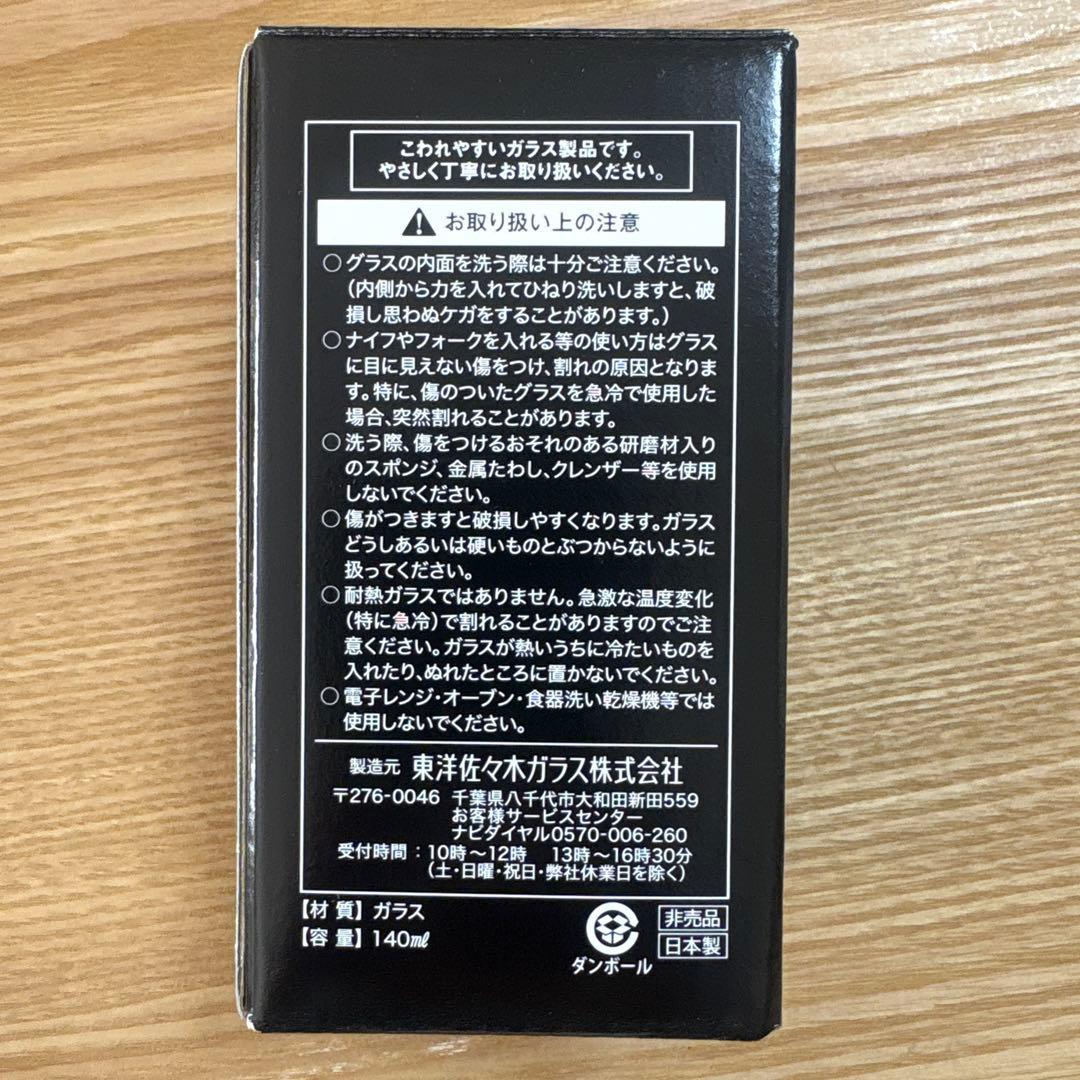 こわれやすいガラス製品です。
やさしく丁寧にお取り扱いください。
お取り扱い上の注意
○グラスの内面を洗う際は十分ご注意ください。
（内側から力を入れてひねり洗いしますと、破
損し思わぬケガをすることがあります。）
○ナイフやフォークを入れる等の使い方はグラス
に目に見えない傷をつけ、割れの原因となりま
す。特に、傷のついたグラスを急冷で使用した
場合、突然割れることがあります。
○洗う際、傷をつけるおそれのある研磨材入り
のスポンジ、金属たわし、クレンザー等を使用
しないでください。
○傷がつきますと破損しやすくなります。ガラス
どうしあるいは硬いものとぶつからないように
扱ってください。
○耐熱ガラスではありません。急激な温度変化
（特に急冷）で割れることがありますのでご注
意ください。ガラスが熱いうちに冷たいものを
入れたり、ぬれたところに置かないでください。
○電子レンジ・オーブン・食器洗い乾燥機等では
使用しないでください。
製造元 東洋佐々木ガラス株式会社
〒276-0046 千葉県八千代市大和田新田559
お客様サービスセンター
ナビダイヤル0570-006-260
受付時間：10時～12時 13時～16時30分
（土・日曜・祝日・弊社休業日を除く）
【材 質】ガラス
【容 量】140㎖
ダンボール
非売品
日本製